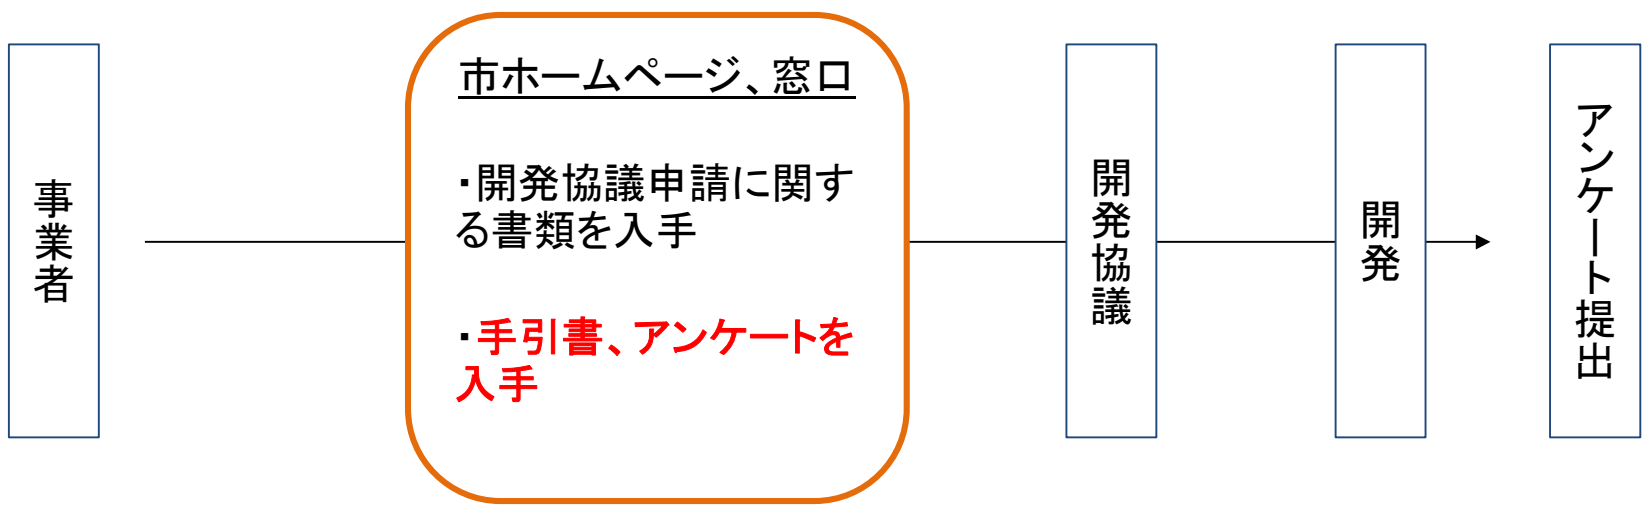 事業者
市ホームページ、窓口
・開発協議申請に関す
る書類を入手
・手引書、アンケートを
入手
開発協議
開発
アンケート提出